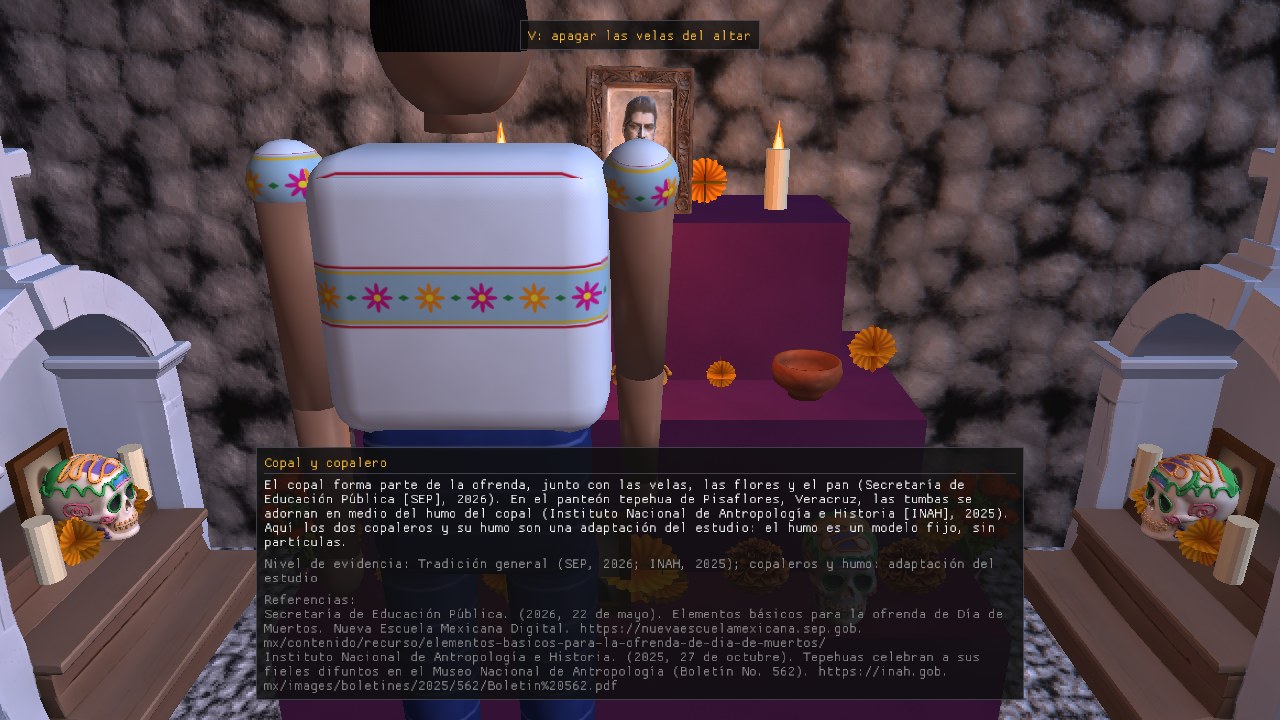 V: apagar las velas del altar
Copal y copalero
El copal forma parte de la ofrenda, junto con las velas, las flores y el pan (Secretaría de
Educación Pública [SEP], 2026). En el panteón tepehua de Pisaflores, Veracruz, las tumbas se
adornan en medio del humo del copal (Instituto Nacional de Antropología e Historia [INAH], 2025).
Aquí los dos copaleros y su humo son una adaptación del estudio: el humo es un modelo fijo, sin
partículas.
Nivel de evidencia: Tradición general (SEP, 2026; INAH, 2025); copaleros y humo: adaptación del
estudio
Referencias:
Secretaría de Educación Pública. (2026, 22 de mayo). Elementos básicos para la ofrenda de Día de
Muertos. Nueva Escuela Mexicana Digital. https://nuevaescuelamexicana.sep.gob.
mx/contenido/recurso/elementos-basicos-para-la-ofrenda-de-dia-de-muertos/
Instituto Nacional de Antropología e Historia. (2025, 27 de octubre). Tepehuas celebran a sus
fieles difuntos en el Museo Nacional de Antropología (Boletín No. 562). https://inah.gob.
mx/images/boletines/2025/562/Boletin%20562.pdf